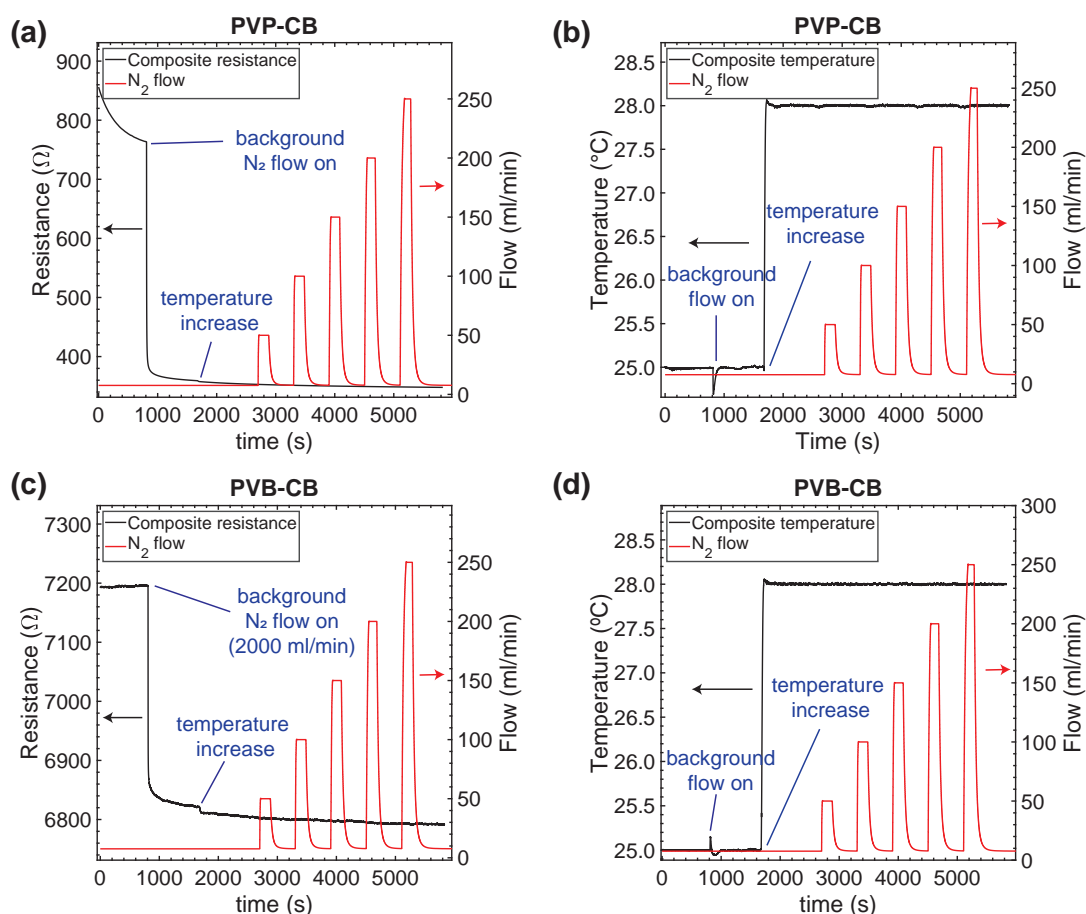 (a)
PVP-CB
Composite resistance
N2 flow
900
800
700
600
500
400
Resistance (Ω)
background
N₂ flow on
temperature
increase
250
200
150
100
50
0
Flow (ml/min)
0 1000 2000 3000 4000 5000
time (s)
(b)
PVP-CB
Composite temperature
N2 flow
28.5
28.0
27.5
27.0
26.5
26.0
25.5
25.0
Temperature (°C)
temperature
increase
background
flow on
250
200
150
100
50
0
Flow (ml/min)
0 1000 2000 3000 4000 5000
Time (s)
(c)
PVB-CB
Composite resistance
N2 flow
7300
7200
7100
7000
6900
6800
Resistance (Ω)
background
N₂ flow on
(2000 ml/min)
temperature
increase
250
200
150
100
50
0
Flow (ml/min)
0 1000 2000 3000 4000 5000
time (s)
(d)
PVB-CB
Composite temperature
N2 flow
28.5
28.0
27.5
27.0
26.5
26.0
25.5
25.0
Temperature (ºC)
temperature
increase
background
flow on
300
250
200
150
100
50
0
Flow (ml/min)
0 1000 2000 3000 4000 5000
time (s)